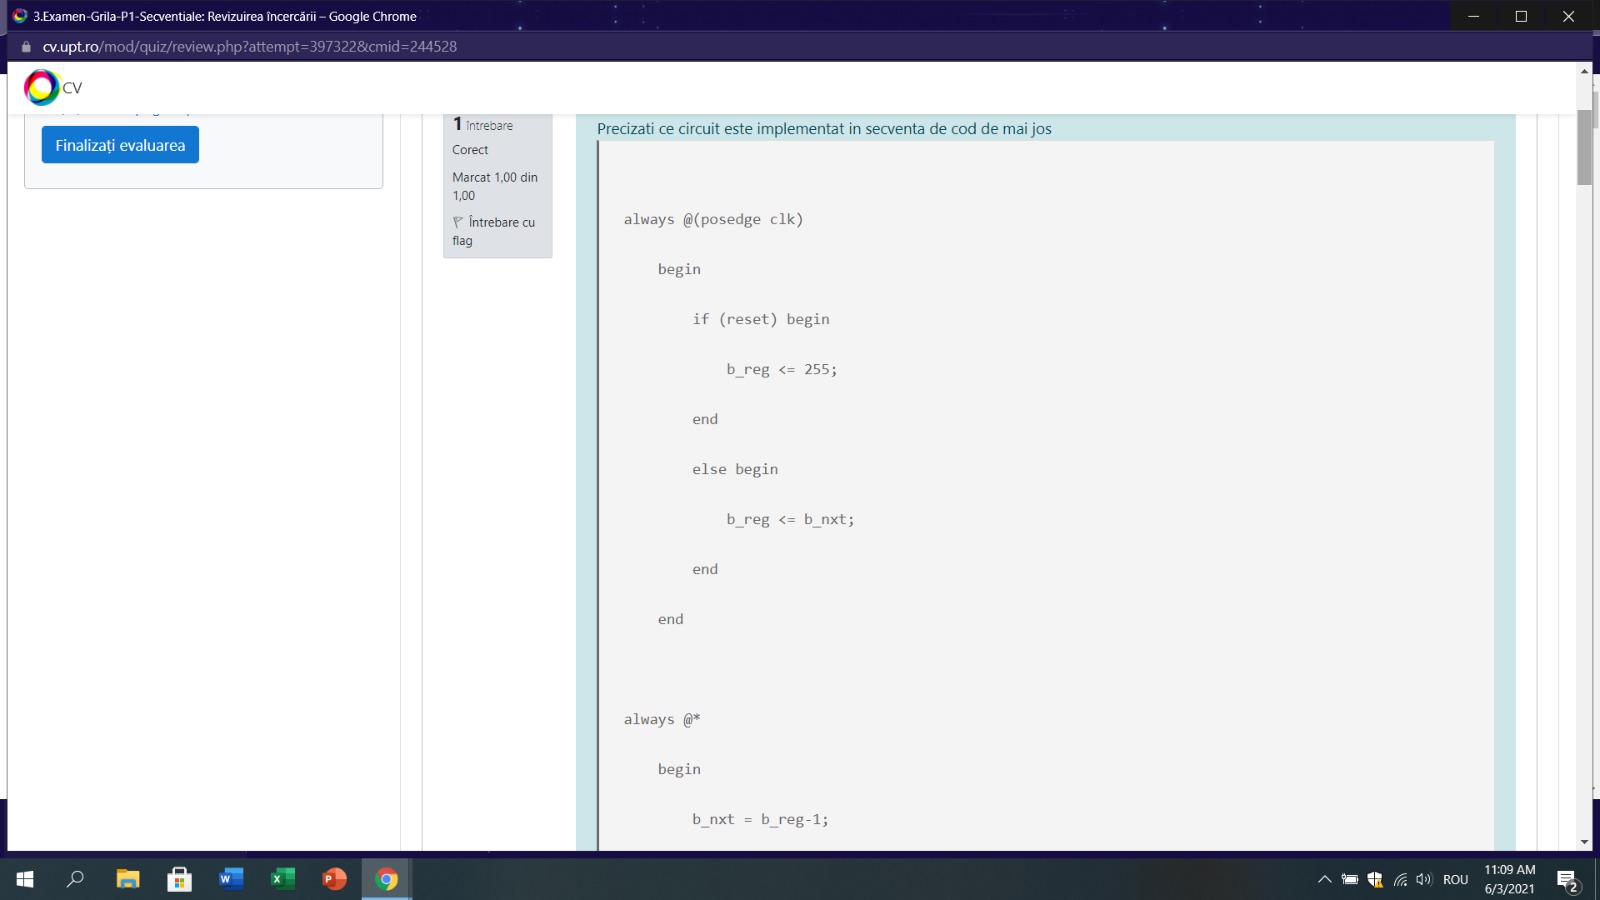 3.Examen-Grila-P1-Secventiale: Revizuirea încercării – Google Chrome
cv.upt.ro/mod/quiz/review.php?attempt=397322&cmid=244528
CV
Finalizați evaluarea
1 Întrebare
Corect
Marcat 1,00 din
1,00
Întrebare cu
flag
Precizati ce circuit este implementat in secventa de cod de mai jos
always @(posedge clk)
begin
if (reset) begin
b_reg <= 255;
end
else begin
b_reg <= b_nxt;
end
end
always @*
begin
b_nxt = b_reg-1;
ROU
11:09 AM
6/3/2021
2